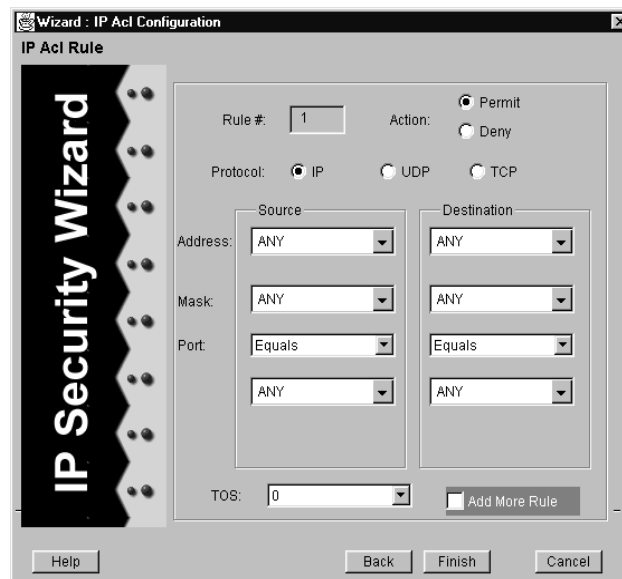 Wizard : IP Acl Configuration
IP Acl Rule
IP Security Wizard
Rule #: 1
Action:
Permit
Deny
Protocol: IP UDP TCP
Source Destination
Address: ANY ANY
Mask: ANY ANY
Port: Equals Equals
ANY ANY
TOS: 0 Add More Rule
Help Back Finish Cancel